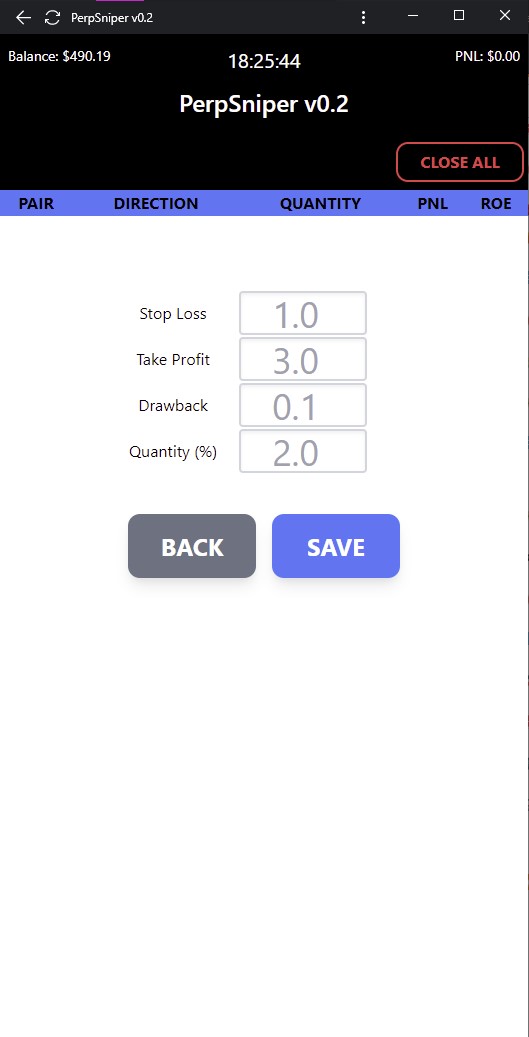 PerpSniper v0.2
Balance: $490.19 18:25:44 PNL: $0.00
PerpSniper v0.2
CLOSE ALL
PAIR DIRECTION QUANTITY PNL ROE
Stop Loss 1.0
Take Profit 3.0
Drawback 0.1
Quantity (%) 2.0
BACK SAVE